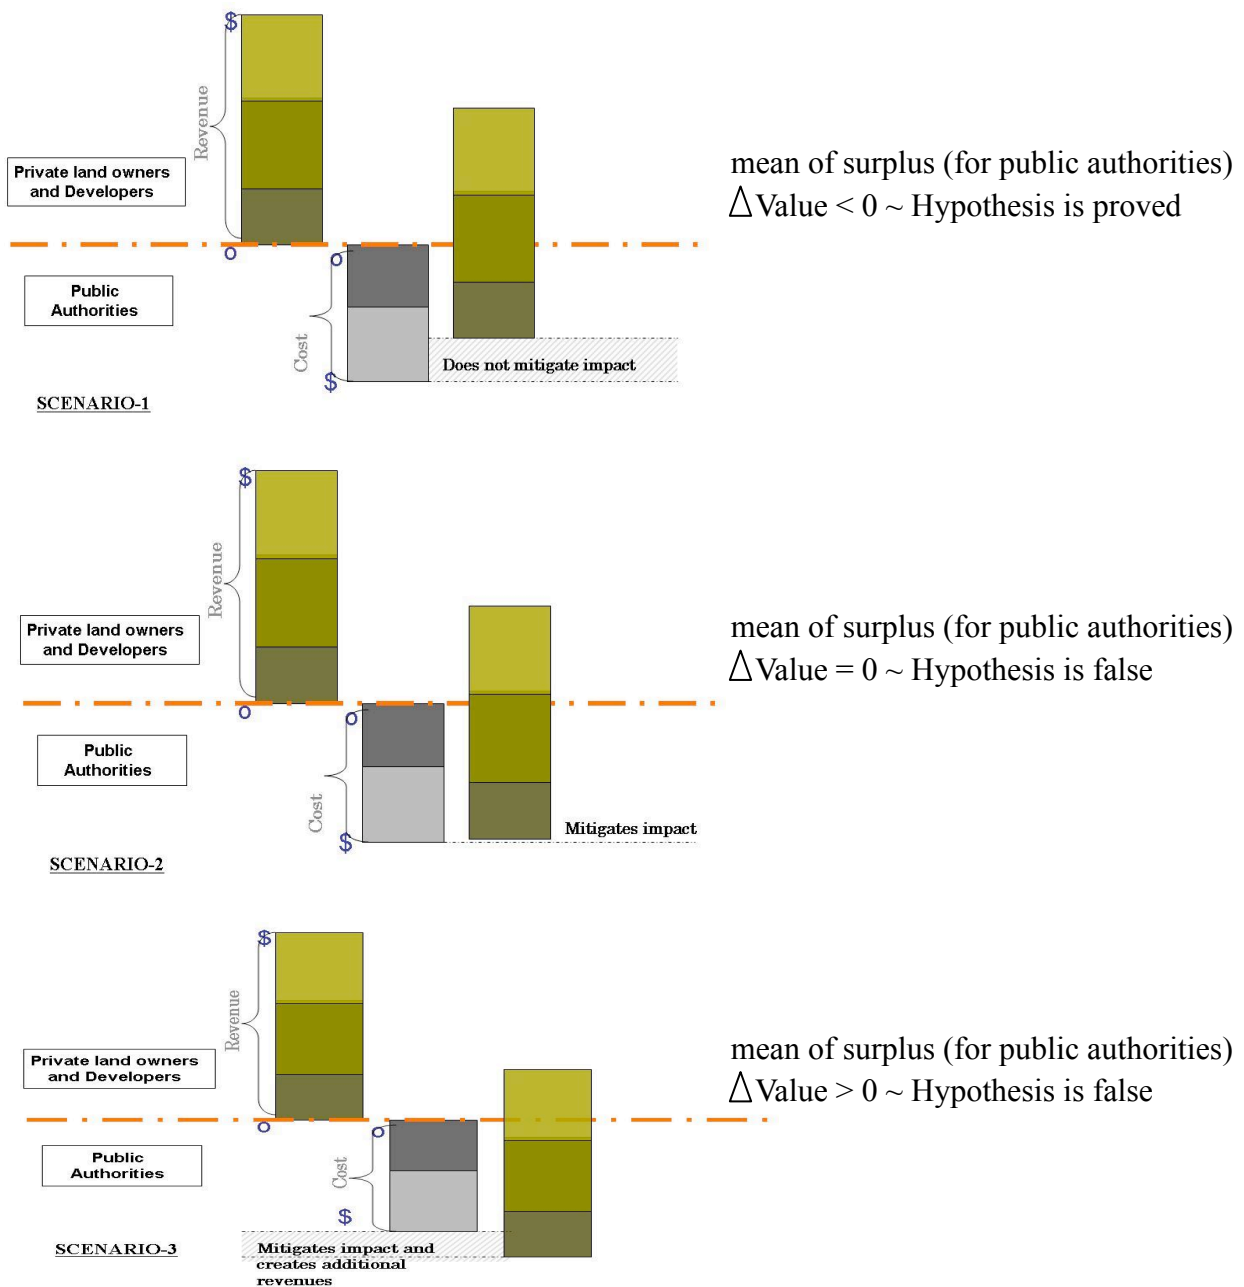 $
Revenue
Private land owners
and Developers
o
o
Public
Authorities
Cost
$
Does not mitigate impact
SCENARIO-1
mean of surplus (for public authorities)
△Value < 0 ~ Hypothesis is proved
$
Revenue
Private land owners
and Developers
o
o
Public
Authorities
Cost
$
Mitigates impact
SCENARIO-2
mean of surplus (for public authorities)
△Value = 0 ~ Hypothesis is false
$
Revenue
Private land owners
and Developers
o
o
Public
Authorities
Cost
$
Mitigates impact and
creates additional
revenues
SCENARIO-3
mean of surplus (for public authorities)
△Value > 0 ~ Hypothesis is false